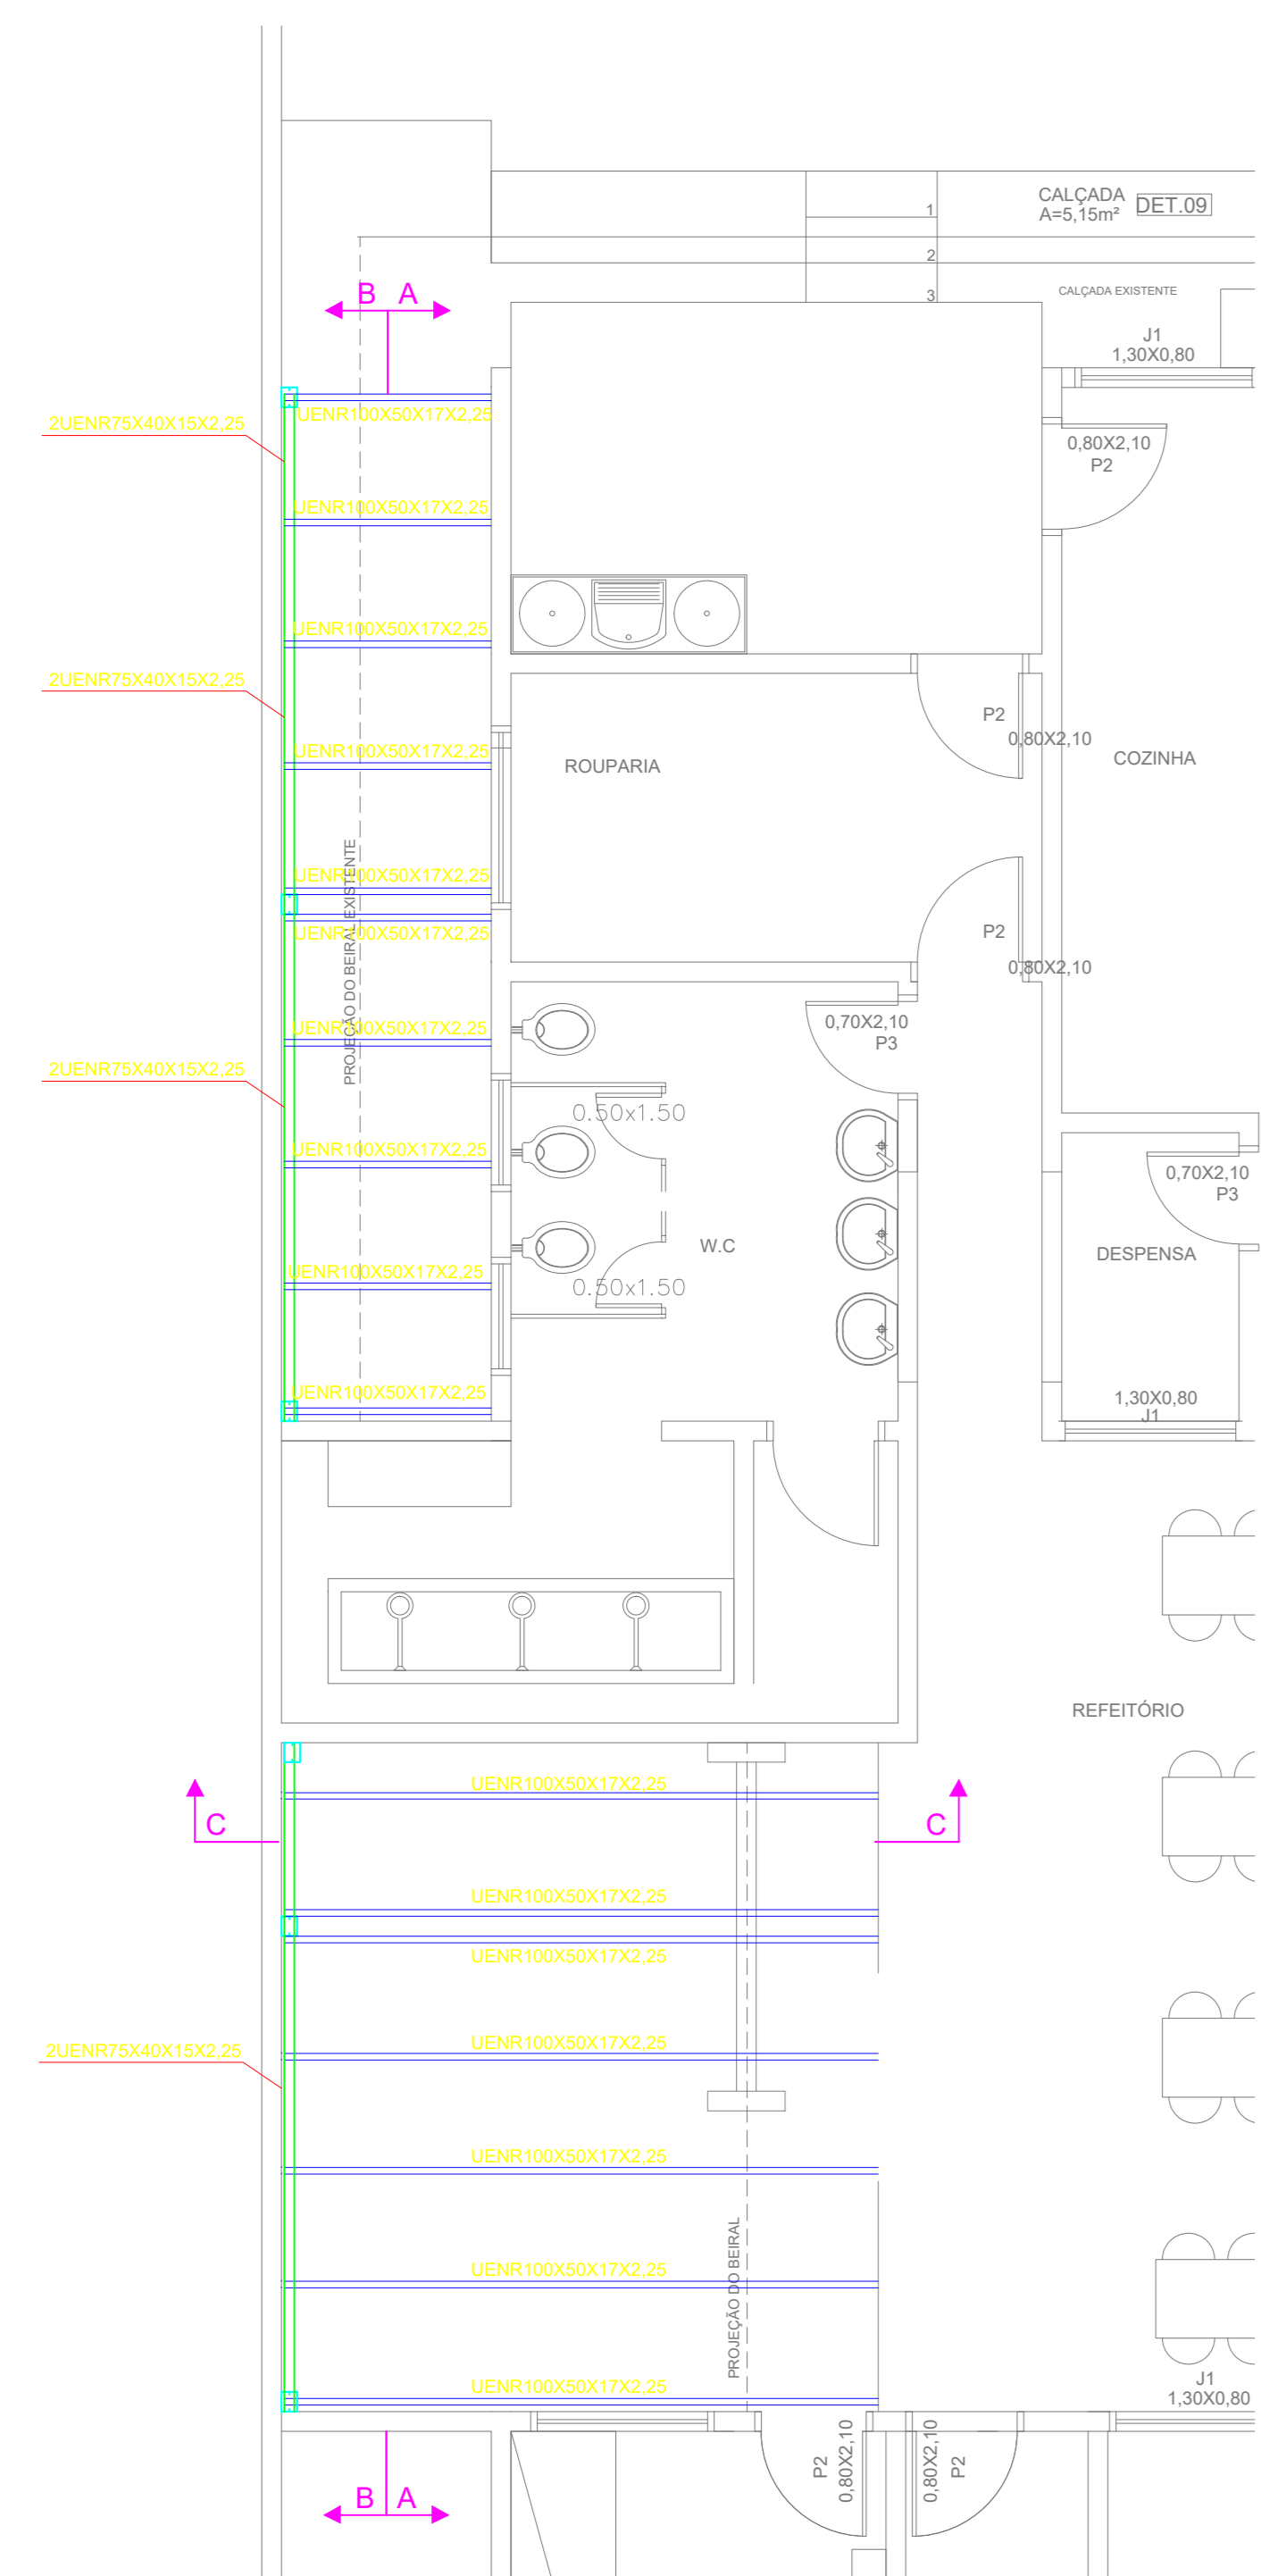 CALÇADA
A=5,15m²
DET.09
1
2
3
CALÇADA EXISTENTE
B A
J1
1,30X0,80
UENR100X50X17X2,25
2UENR75X40X15X2,25
0,80X2,10
P2
UENR100X50X17X2,25
UENR100X50X17X2,25
2UENR75X40X15X2,25
P2
0,80X2,10
UENR100X50X17X2,25
ROUPARIA
COZINHA
PROJEÇÃO DO BEIRAL EXISTENTE
UENR100X50X17X2,25
UENR100X50X17X2,25
P2
0,80X2,10
UENR100X50X17X2,25
0,70X2,10
P3
2UENR75X40X15X2,25
0.50x1.50
UENR100X50X17X2,25
0,70X2,10
P3
W.C
DESPENSA
UENR100X50X17X2,25
0.50x1.50
UENR100X50X17X2,25
1,30X0,80
J1
REFEITÓRIO
UENR100X50X17X2,25
C
C
UENR100X50X17X2,25
UENR100X50X17X2,25
UENR100X50X17X2,25
2UENR75X40X15X2,25
UENR100X50X17X2,25
PROJEÇÃO DO BEIRAL
UENR100X50X17X2,25
UENR100X50X17X2,25
J1
1,30X0,80
P2
0,80X2,10
0,80X2,10
P2
B A